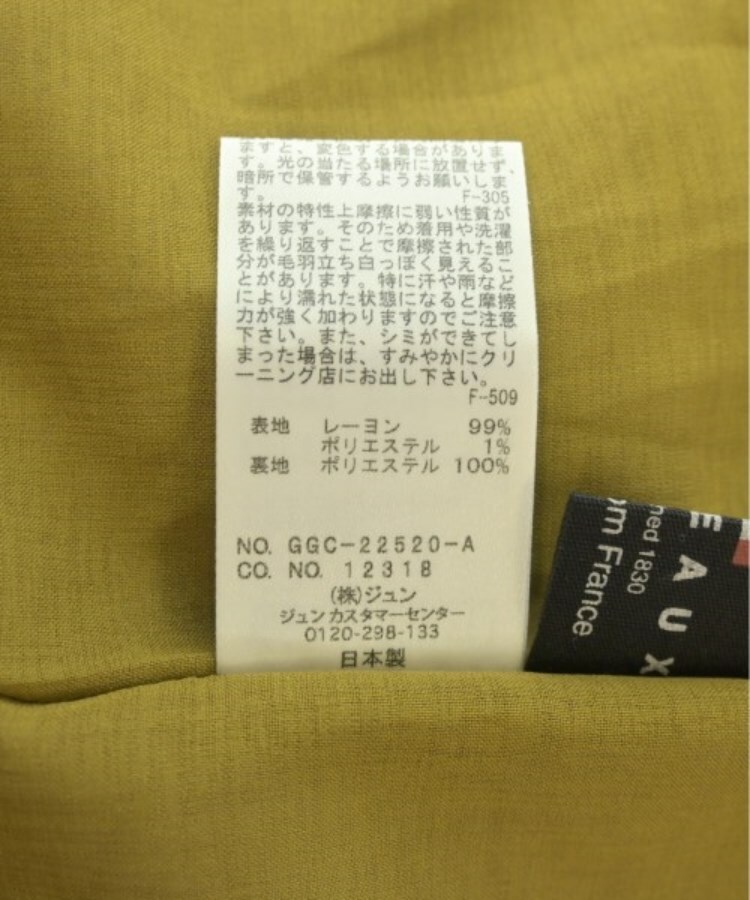 ますと、変色する場合がありま
す。光の当たる場所に放置せず、
暗所で保管するようお願いしま
す。
F-305
素材の特性上摩擦に弱い性質が
あります。そのため着用や洗濯
を繰り返すことで摩擦された部
分が毛羽立ち白っぽく見えるこ
とがあります。特に汗や雨など
により濡れた状態になると摩擦
力が強く加わりますのでご注意
下さい。また、シミができてし
まった場合は、すみやかにクリ
ーニング店にお出し下さい。
F-509
表地 レーヨン 99%
ポリエステル 1%
裏地 ポリエステル 100%
NO. GGC-22520-A
CO. NO. 12318
(株)ジュン
ジュンカスタマーセンター
0120-298-133
日本製
EAUX
ned 1830
om France